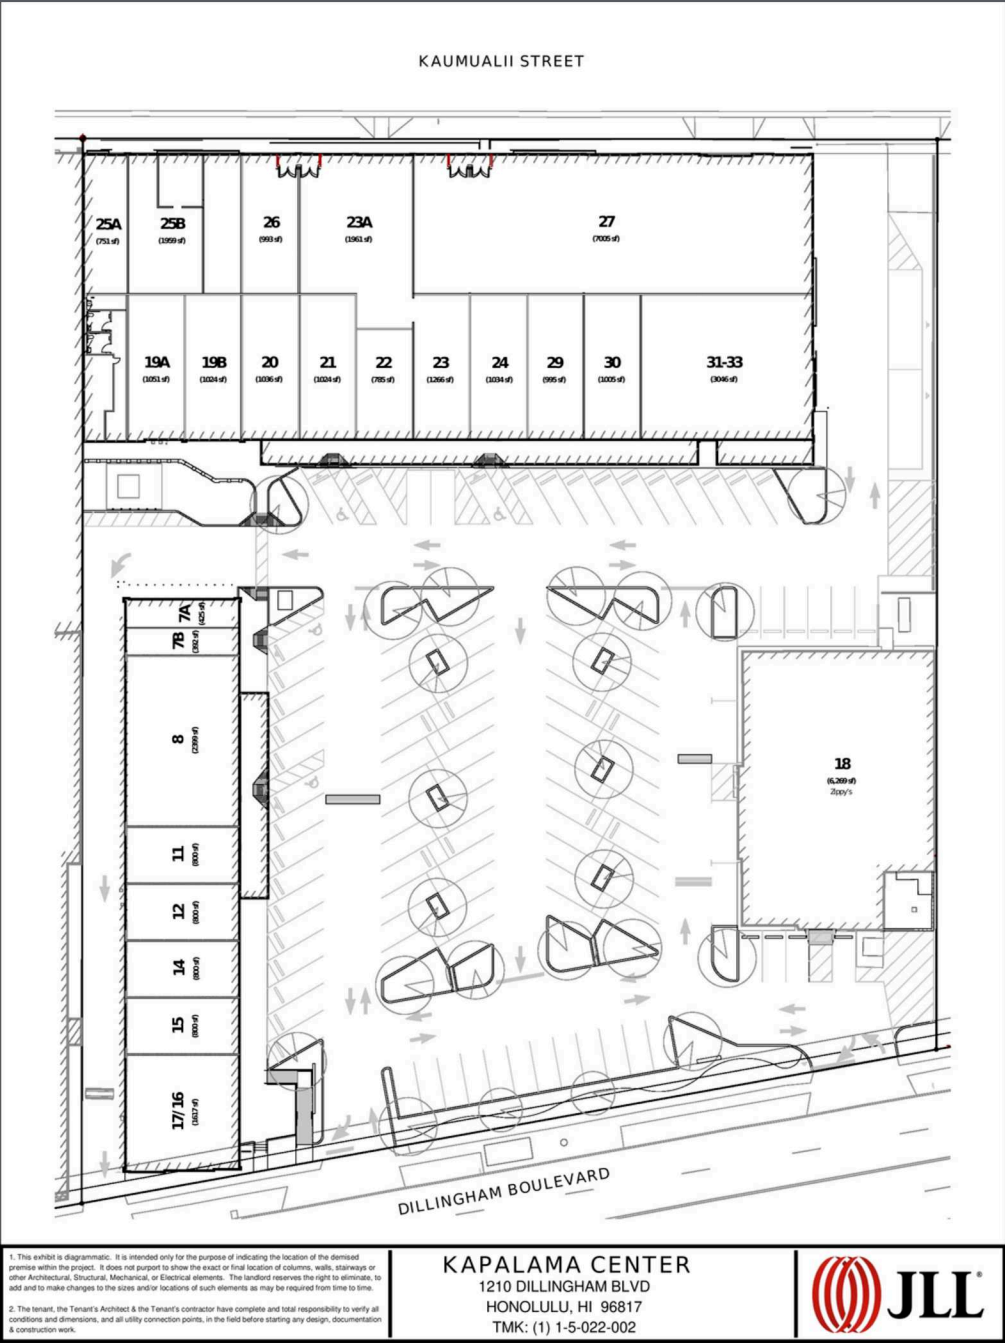 KAUMUALII STREET
25A
(751 sf)
25B
(1959 sf)
26
(993 sf)
23A
(1961 sf)
27
(7005 sf)
19A
(1051 sf)
19B
(1024 sf)
20
(1036 sf)
21
(1024 sf)
22
(785 sf)
23
(1266 sf)
24
(1034 sf)
29
(995 sf)
30
(1005 sf)
31-33
(3046 sf)
7A
(425 sf)
7B
(392 sf)
8
(2399 sf)
11
(800 sf)
12
(800 sf)
14
(800 sf)
15
(800 sf)
17/16
(1617 sf)
18
(6,269 sf)
Zippy's
DILLINGHAM BOULEVARD
1. This exhibit is diagrammatic. It is intended only for the purpose of indicating the location of the demised
premise within the project. It does not purport to show the exact or final location of columns, walls, stairways or
other Architectural, Structural, Mechanical, or Electrical elements. The landlord reserves the right to eliminate, to
add and to make changes to the sizes and/or locations of such elements as may be required from time to time.
2. The tenant, the Tenant's Architect & the Tenant's contractor have complete and total responsibility to verify all
conditions and dimensions, and all utility connection points, in the field before starting any design, documentation
& construction work.
KAPALAMA CENTER
1210 DILLINGHAM BLVD
HONOLULU, HI 96817
TMK: (1) 1-5-022-002
JLL®